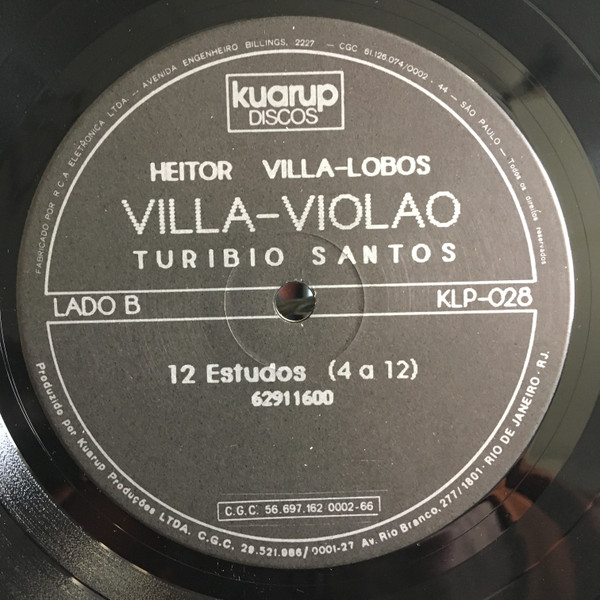 FABRICADO POR R.C.A. ELETRÔNICA LTDA. -- AVENIDA ENGENHEIRO BILLINGS, 2227 -- CGC 61.126.074/0002 . 44 -- SÃO PAULO -- Todos os direitos reservados
kuarup
DISCOS
HEITOR VILLA-LOBOS
VILLA-VIOLAO
TURIBIO SANTOS
LADO B
KLP-028
12 Estudos (4 a 12)
62911600
C.G.C. 56.697.162 0002-66
Produzido por Kuarup Produções LTDA. C.G.C. 29.521.986/0001-27 Av. Rio Branco, 277/1801 · RIO DE JANEIRO · R.J.